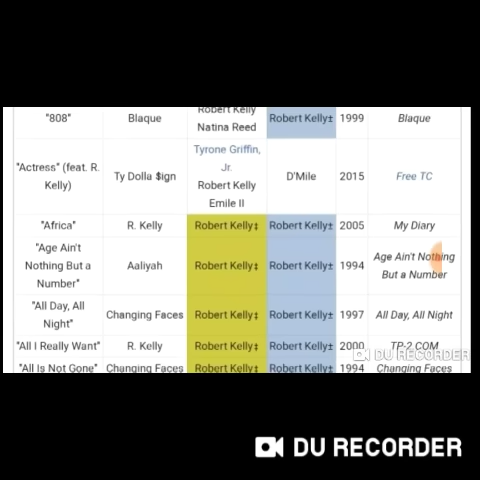 Robert Kelly
"808" Blaque Natina Reed Robert Kelly± 1999 Blaque
"Actress" (feat. R. Kelly) Ty Dolla $ign Tyrone Griffin, Jr. Robert Kelly Emile II D'Mile 2015 Free TC
"Africa" R. Kelly Robert Kelly‡ Robert Kelly± 2005 My Diary
"Age Ain't Nothing But a Number" Aaliyah Robert Kelly‡ Robert Kelly± 1994 Age Ain't Nothing But a Number
"All Day, All Night" Changing Faces Robert Kelly‡ Robert Kelly± 1997 All Day, All Night
"All I Really Want" R. Kelly Robert Kelly‡ Robert Kelly± 2000 TP-2.COM
DU RECORDER
"All Is Not Gone" Changing Faces Robert Kelly‡ Robert Kelly± 1994 Changing Faces
DU RECORDER